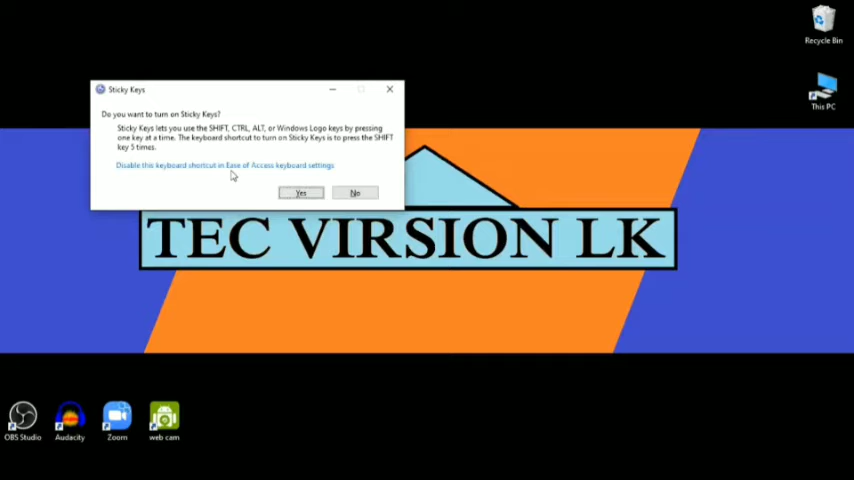 Recycle Bin
Sticky Keys
This PC
Do you want to turn on Sticky Keys?
Sticky Keys lets you use the SHIFT, CTRL, ALT, or Windows Logo keys by pressing
one key at a time. The keyboard shortcut to turn on Sticky Keys is to press the SHIFT
key 5 times.
Disable this keyboard shortcut in Ease of Access keyboard settings
Yes No
TEC VIRSION LK
OBS Studio Audacity Zoom web cam